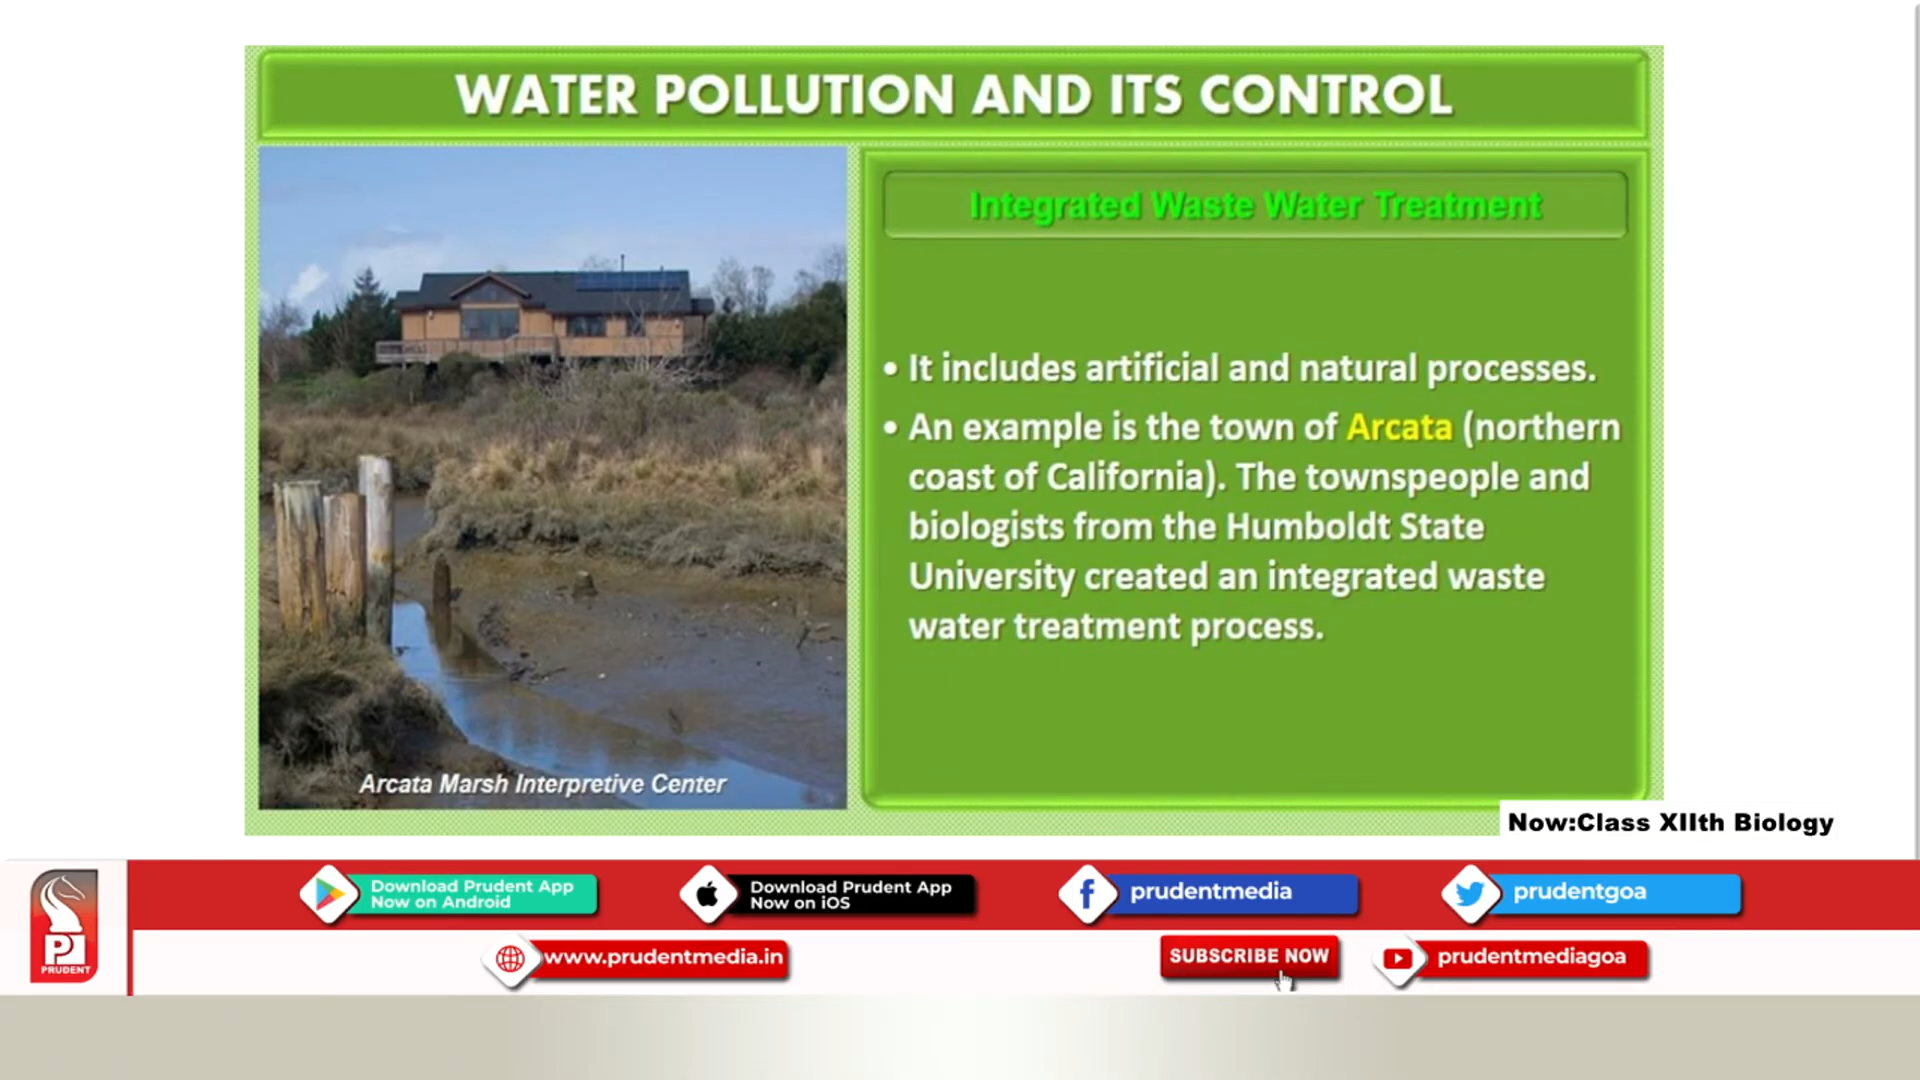 WATER POLLUTION AND ITS CONTROL
Integrated Waste Water Treatment
• It includes artificial and natural processes.
• An example is the town of Arcata (northern
coast of California). The townspeople and
biologists from the Humboldt State
University created an integrated waste
water treatment process.
Arcata Marsh Interpretive Center
Now:Class XIIth Biology
Download Prudent App
Now on Android
Download Prudent App
Now on iOS
prudentmedia
prudentgoa
PRUDENT
www.prudentmedia.in
SUBSCRIBE NOW
prudentmediagoa